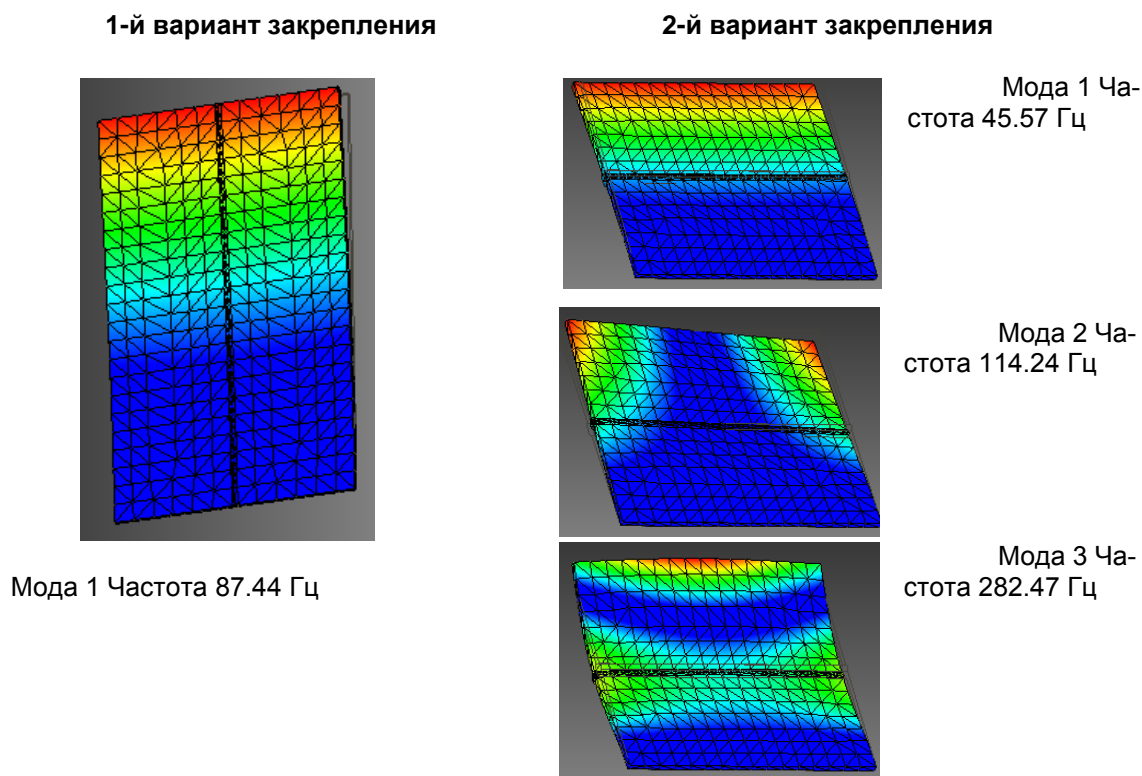 1-й вариант закрепления
2-й вариант закрепления
Мода 1 Частота 87.44 Гц
Мода 1 Ча-
стота 45.57 Гц
Мода 2 Ча-
стота 114.24 Гц
Мода 3 Ча-
стота 282.47 Гц